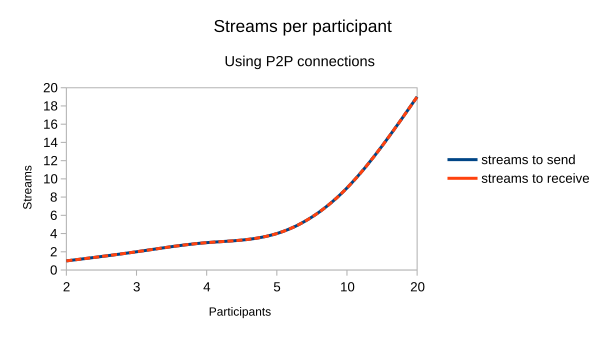 Streams per participant
Using P2P connections
20
18
16
14
12
10
8
6
4
2
0
Streams
2 3 4 5 10 20
Participants
streams to send
streams to receive